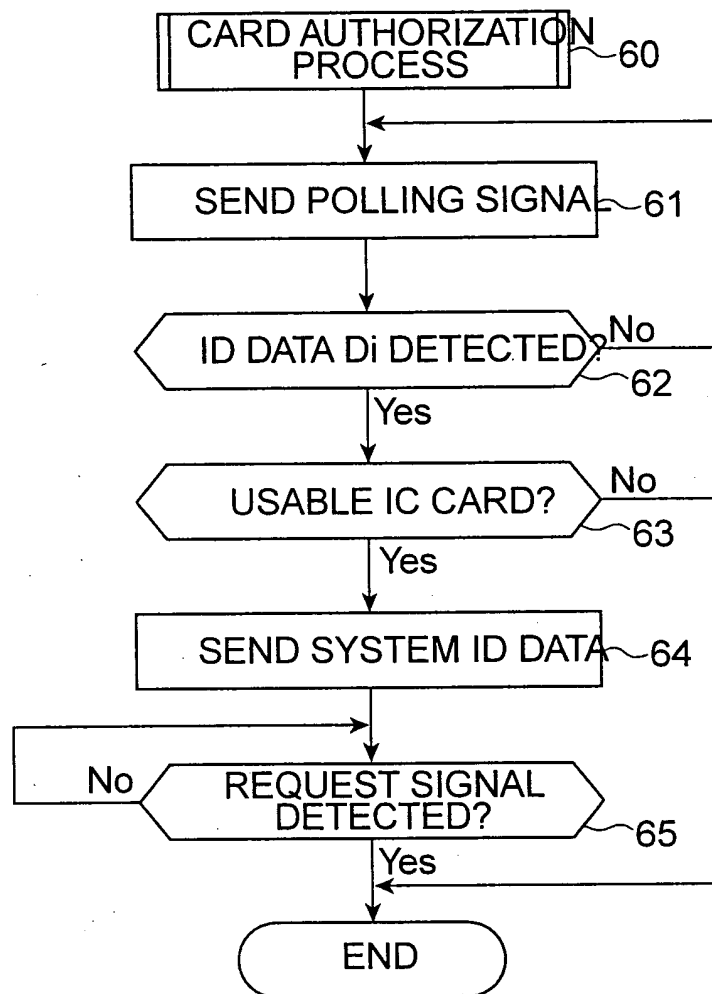 CARD AUTHORIZATION
PROCESS
60
SEND POLLING SIGNAL
61
ID DATA Di DETECTED?
No
62
Yes
USABLE IC CARD?
No
63
Yes
SEND SYSTEM ID DATA
64
No
REQUEST SIGNAL
DETECTED?
65
Yes
END